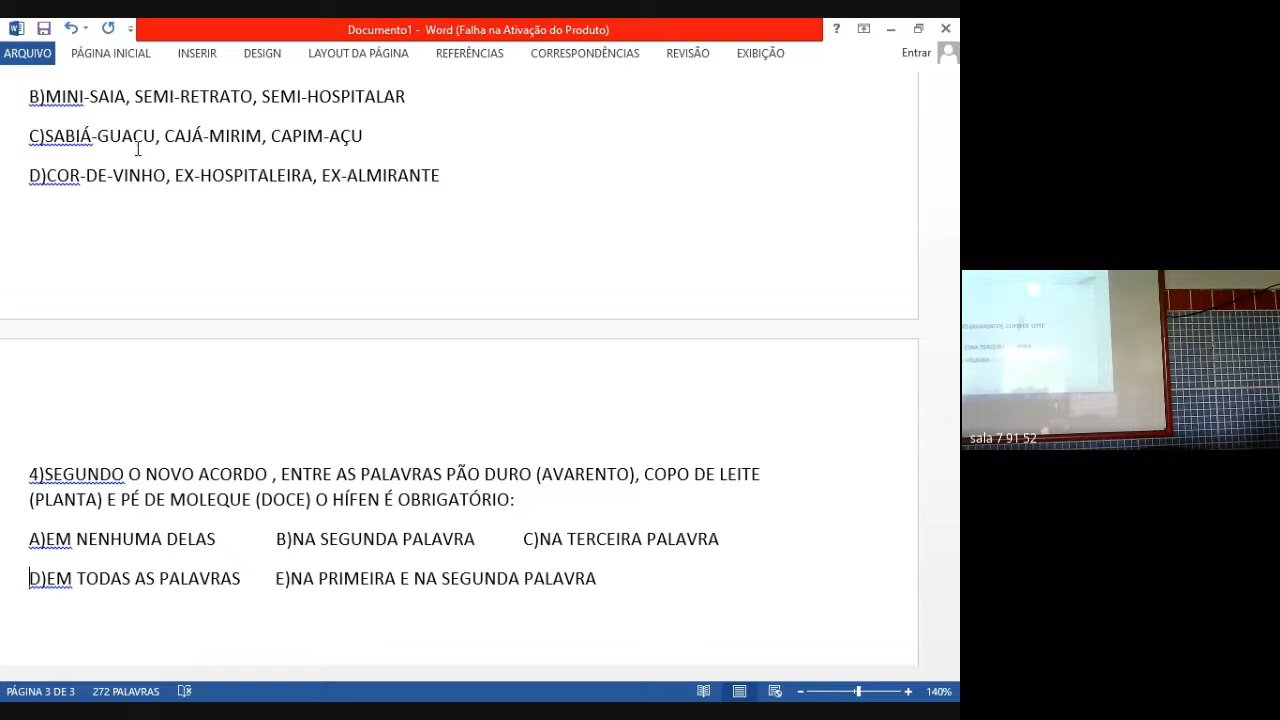 Documento1 - Word (Falha na Ativação do Produto)
ARQUIVO PÁGINA INICIAL INSERIR DESIGN LAYOUT DA PÁGINA REFERÊNCIAS CORRESPONDÊNCIAS REVISÃO EXIBIÇÃO Entrar
B)MINI-SAIA, SEMI-RETRATO, SEMI-HOSPITALAR
C)SABIÁ-GUAÇU, CAJÁ-MIRIM, CAPIM-AÇU
D)COR-DE-VINHO, EX-HOSPITALEIRA, EX-ALMIRANTE
4)SEGUNDO O NOVO ACORDO , ENTRE AS PALAVRAS PÃO DURO (AVARENTO), COPO DE LEITE
(PLANTA) E PÉ DE MOLEQUE (DOCE) O HÍFEN É OBRIGATÓRIO:
A)EM NENHUMA DELAS B)NA SEGUNDA PALAVRA C)NA TERCEIRA PALAVRA
D)EM TODAS AS PALAVRAS E)NA PRIMEIRA E NA SEGUNDA PALAVRA
PÁGINA 3 DE 3 272 PALAVRAS 140%
COPO DE LEITE
sala 7 91 52